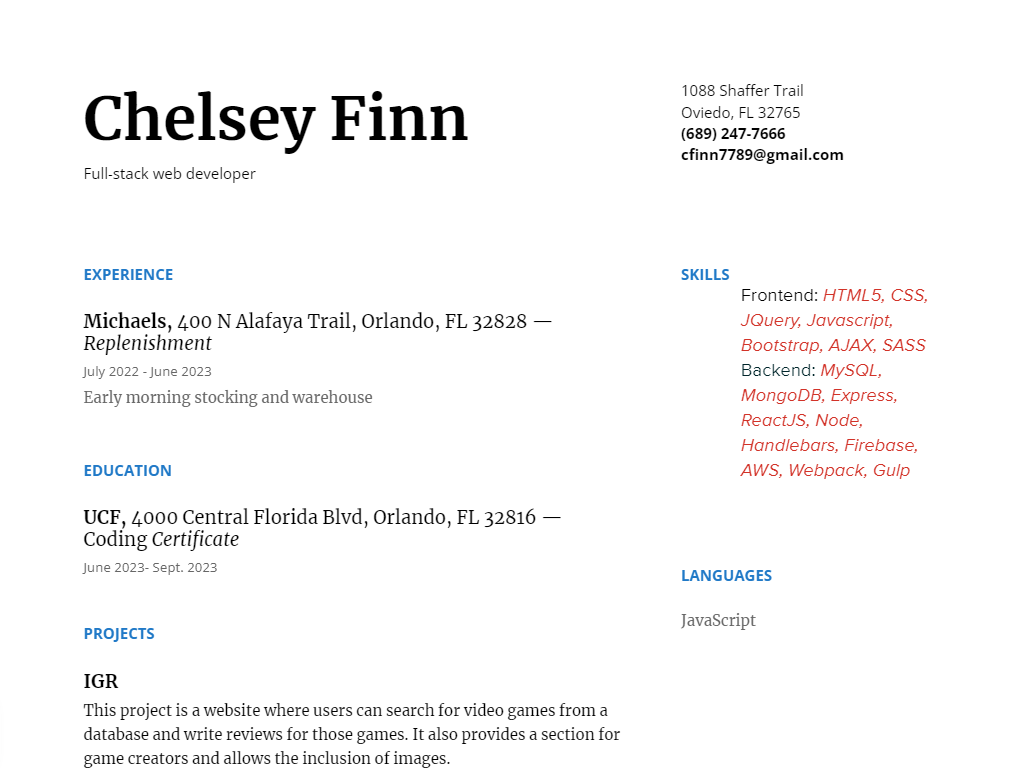 Chelsey Finn
Full-stack web developer
1088 Shaffer Trail
Oviedo, FL 32765
(689) 247-7666
cfinn7789@gmail.com
EXPERIENCE
Michaels, 400 N Alafaya Trail, Orlando, FL 32828 —
Replenishment
July 2022 - June 2023
Early morning stocking and warehouse
EDUCATION
UCF, 4000 Central Florida Blvd, Orlando, FL 32816 —
Coding Certificate
June 2023- Sept. 2023
PROJECTS
IGR
This project is a website where users can search for video games from a
database and write reviews for those games. It also provides a section for
game creators and allows the inclusion of images.
SKILLS
Frontend: HTML5, CSS,
JQuery, Javascript,
Bootstrap, AJAX, SASS
Backend: MySQL,
MongoDB, Express,
ReactJS, Node,
Handlebars, Firebase,
AWS, Webpack, Gulp
LANGUAGES
JavaScript